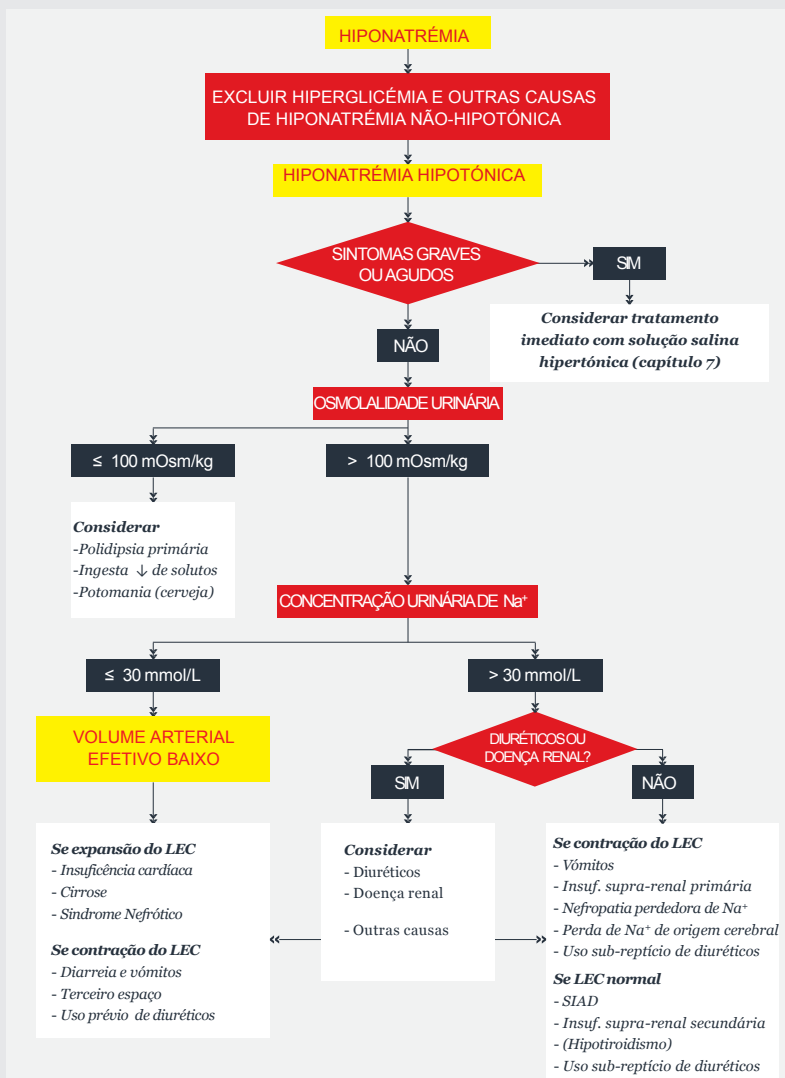 HIPONATRÉMIA
EXCLUIR HIPERGLICÉMIA E OUTRAS CAUSAS
DE HIPONATRÉMIA NÃO-HIPOTÓNICA
HIPONATRÉMIA HIPOTÓNICA
SINTOMAS GRAVES
OU AGUDOS
SIM
Considerar tratamento
imediato com solução salina
hipertónica (capítulo 7)
NÃO
OSMOLALIDADE URINÁRIA
≤ 100 mOsm/kg
> 100 mOsm/kg
Considerar
-Polidipsia primária
-Ingesta ↓ de solutos
-Potomania (cerveja)
CONCENTRAÇÃO URINÁRIA DE Na⁺
≤ 30 mmol/L
> 30 mmol/L
VOLUME ARTERIAL
EFETIVO BAIXO
DIURÉTICOS OU
DOENÇA RENAL?
SIM
NÃO
Se expansão do LEC
- Insuficência cardíaca
- Cirrose
- Sindrome Nefrótico
Se contração do LEC
- Diarreia e vómitos
- Terceiro espaço
- Uso prévio de diuréticos
Considerar
- Diuréticos
- Doença renal
- Outras causas
Se contração do LEC
- Vómitos
- Insuf. supra-renal primária
- Nefropatia perdedora de Na⁺
- Perda de Na⁺ de origem cerebral
- Uso sub-reptício de diuréticos
Se LEC normal
- SIAD
- Insuf. supra-renal secundária
- (Hipotiroidismo)
- Uso sub-reptício de diuréticos